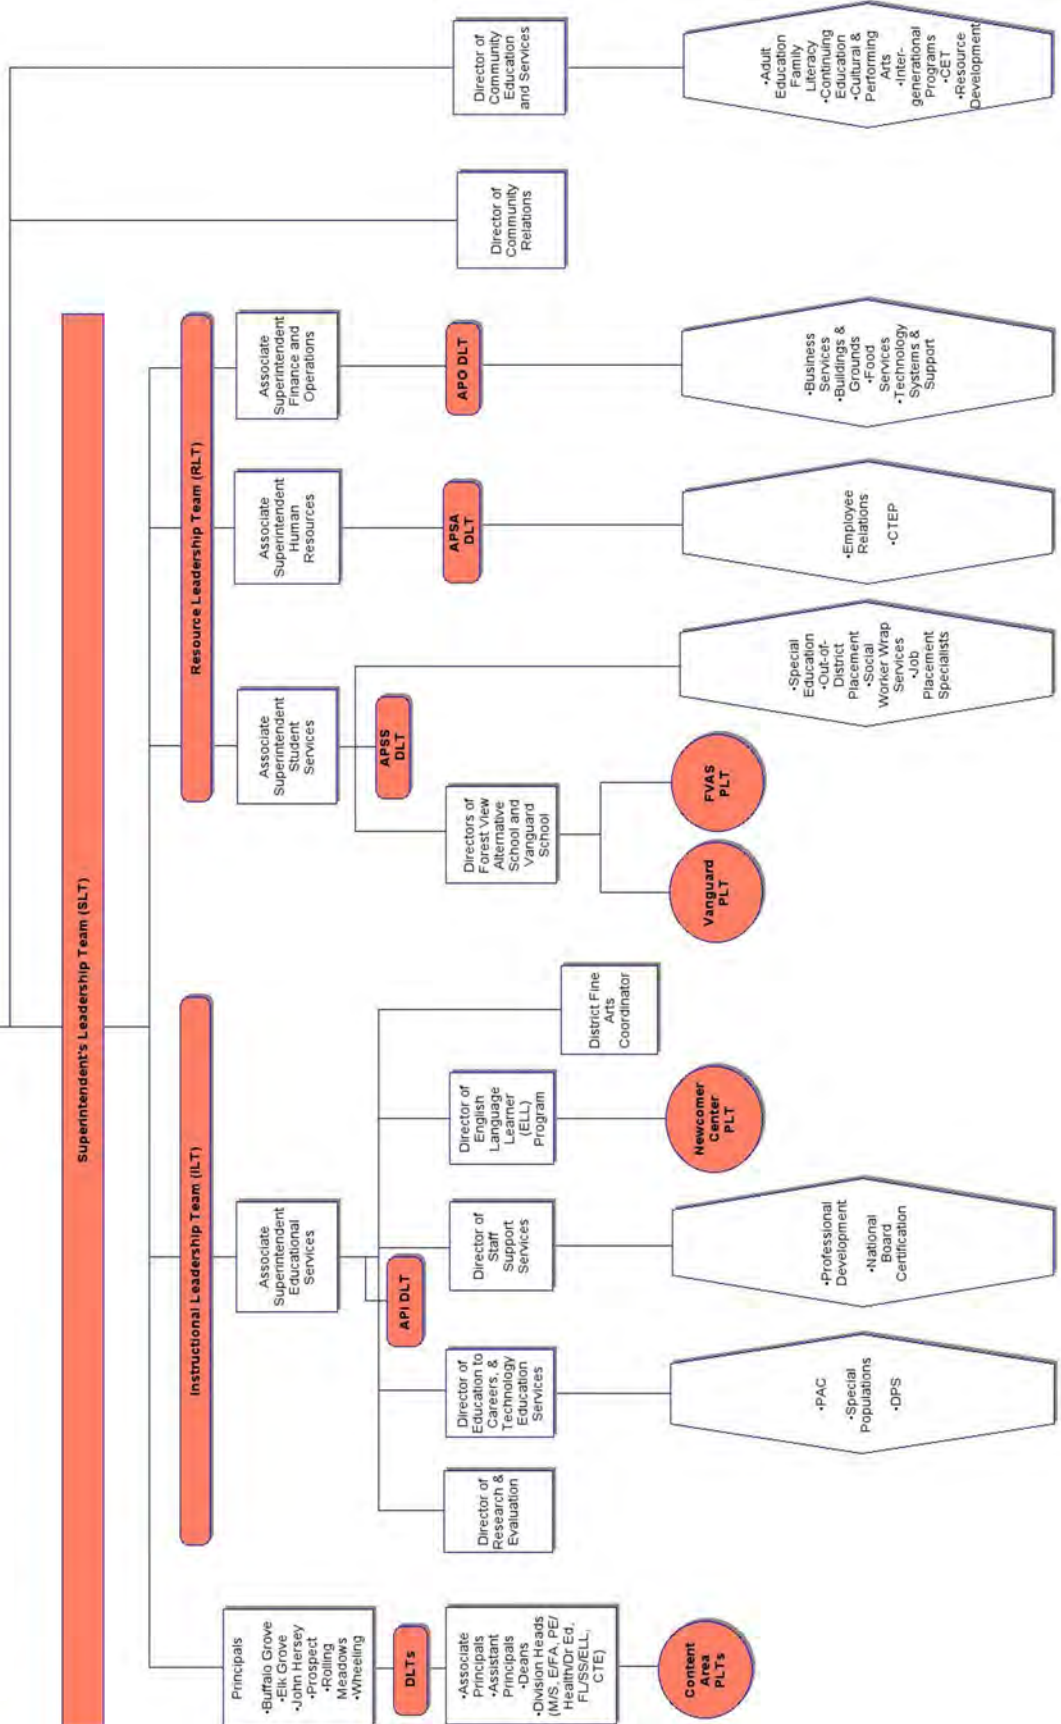 Superintendent's Leadership Team (SLT)
Instructional Leadership Team (ILT)
Resource Leadership Team (RLT)
Principals
•Buffalo Grove
•Elk Grove
•John Hersey
•Prospect
•Rolling
Meadows
•Wheeling
DLTs
•Associate
Principals
•Assistant
Principals
•Deans
•Division Heads
(M/S, E/FA, PE/
Health/Dr Ed,
FL/SS/ELL,
CTE)
Content
Area
PLTs
Associate
Superintendent
Educational
Services
API DLT
Director of
Research &
Evaluation
Director of
Education to
Careers, &
Technology
Education
Services
•PAC
•Special
Populations
•DPS
Director of
Staff
Support
Services
•Professional
Development
•National
Board
Certification
Director of
English
Language
Learner
(ELL)
Program
Newcomer
Center
PLT
District Fine
Arts
Coordinator
Associate
Superintendent
Student
Services
APSS
DLT
Directors of
Forest View
Alternative
School and
Vanguard
School
Vanguard
PLT
FVAS
PLT
•Special
Education
•Out-of-
District
Placement
•Social
Worker Wrap
Services
•Job
Placement
Specialists
Associate
Superintendent
Human
Resources
APSA
DLT
•Employee
Relations
•CTEP
Associate
Superintendent
Finance and
Operations
APO DLT
•Business
Services
•Buildings &
Grounds
•Food
Services
•Technology
Systems &
Support
Director of
Community
Relations
Director of
Community
Education
and Services
•Adult
Education
Family
Literacy
•Continuing
Education
•Cultural &
Performing
Arts
•Inter-
generational
Programs
•CET
•Resource
Development